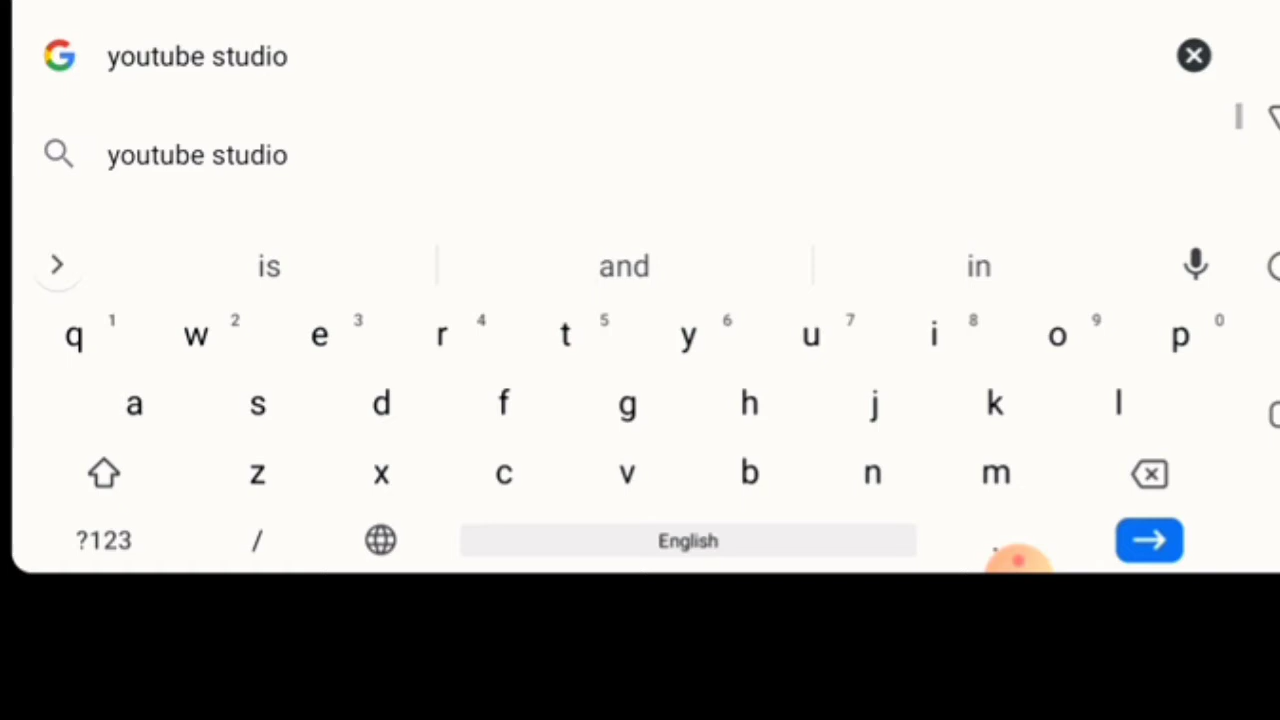 youtube studio
youtube studio
is and in
q 1 w 2 e 3 r 4 t 5 y 6 u 7 i 8 o 9 p 0
a s d f g h j k l
z x c v b n m
?123 / English .